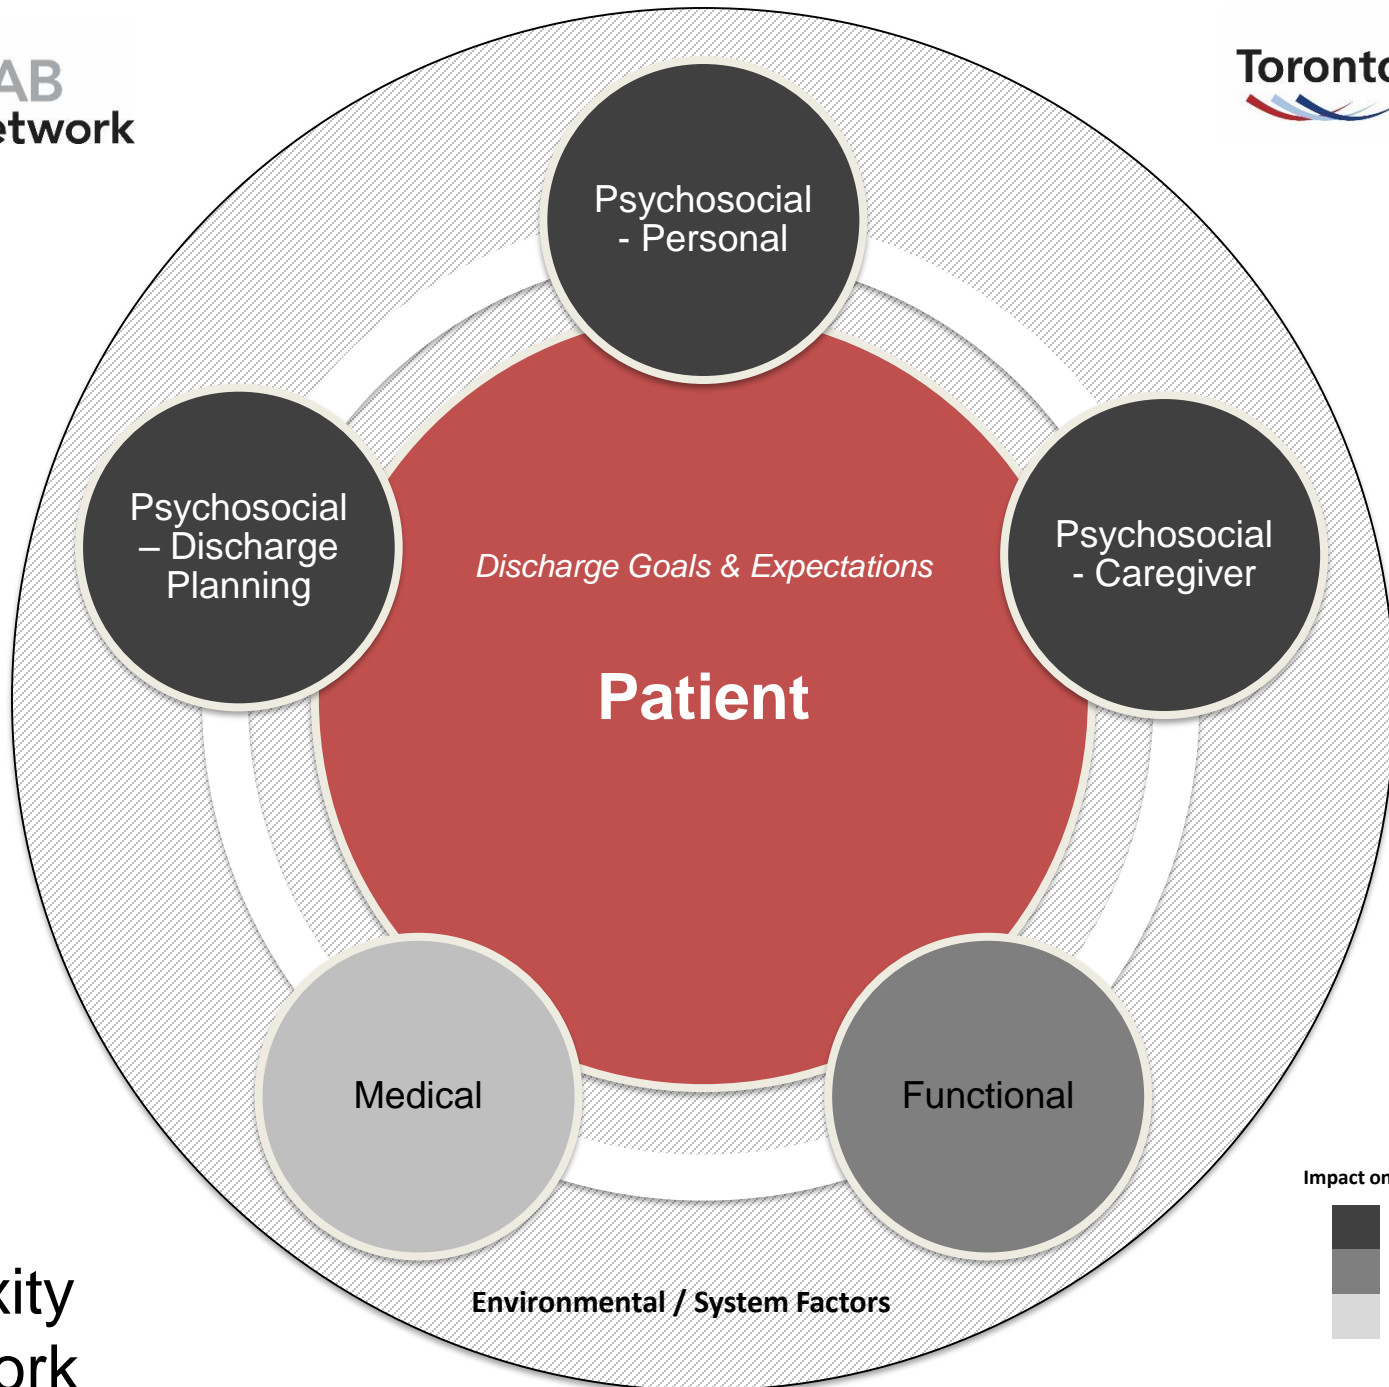 AB
etwork
Toronto
Psychosocial
- Personal
Psychosocial
– Discharge
Planning
Psychosocial
- Caregiver
Discharge Goals & Expectations
Patient
Medical
Functional
Impact on
Environmental / System Factors
xity
ork